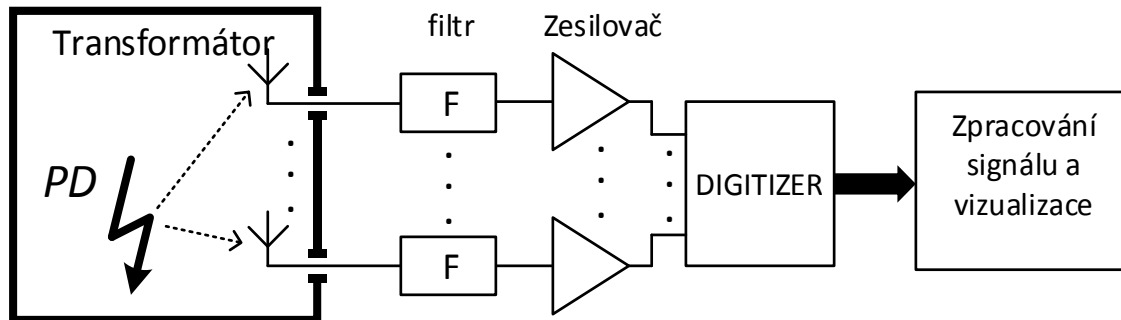 Transformátor
filtr
Zesilovač
F
PD
DIGITIZER
Zpracování
signálu a
vizualizace
F